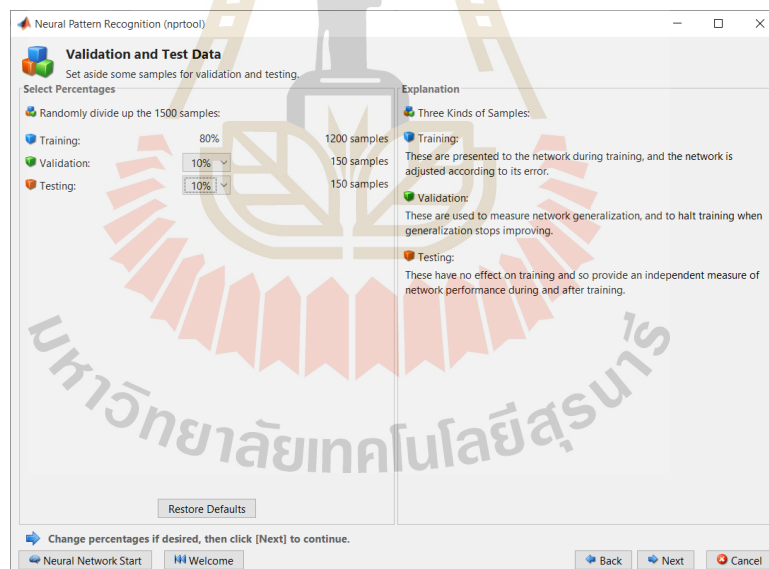 Neural Pattern Recognition (nprtool)
Validation and Test Data
Set aside some samples for validation and testing.
Select Percentages
Randomly divide up the 1500 samples:
Training: 80% 1200 samples
Validation: 10% 150 samples
Testing: 10% 150 samples
Restore Defaults
Explanation
Three Kinds of Samples:
Training:
These are presented to the network during training, and the network is
adjusted according to its error.
Validation:
These are used to measure network generalization, and to halt training when
generalization stops improving.
Testing:
These have no effect on training and so provide an independent measure of
network performance during and after training.
มหาวิทยาลัยเทคโนโลยีสุรนารี
Change percentages if desired, then click [Next] to continue.
Neural Network Start
Welcome
Back
Next
Cancel